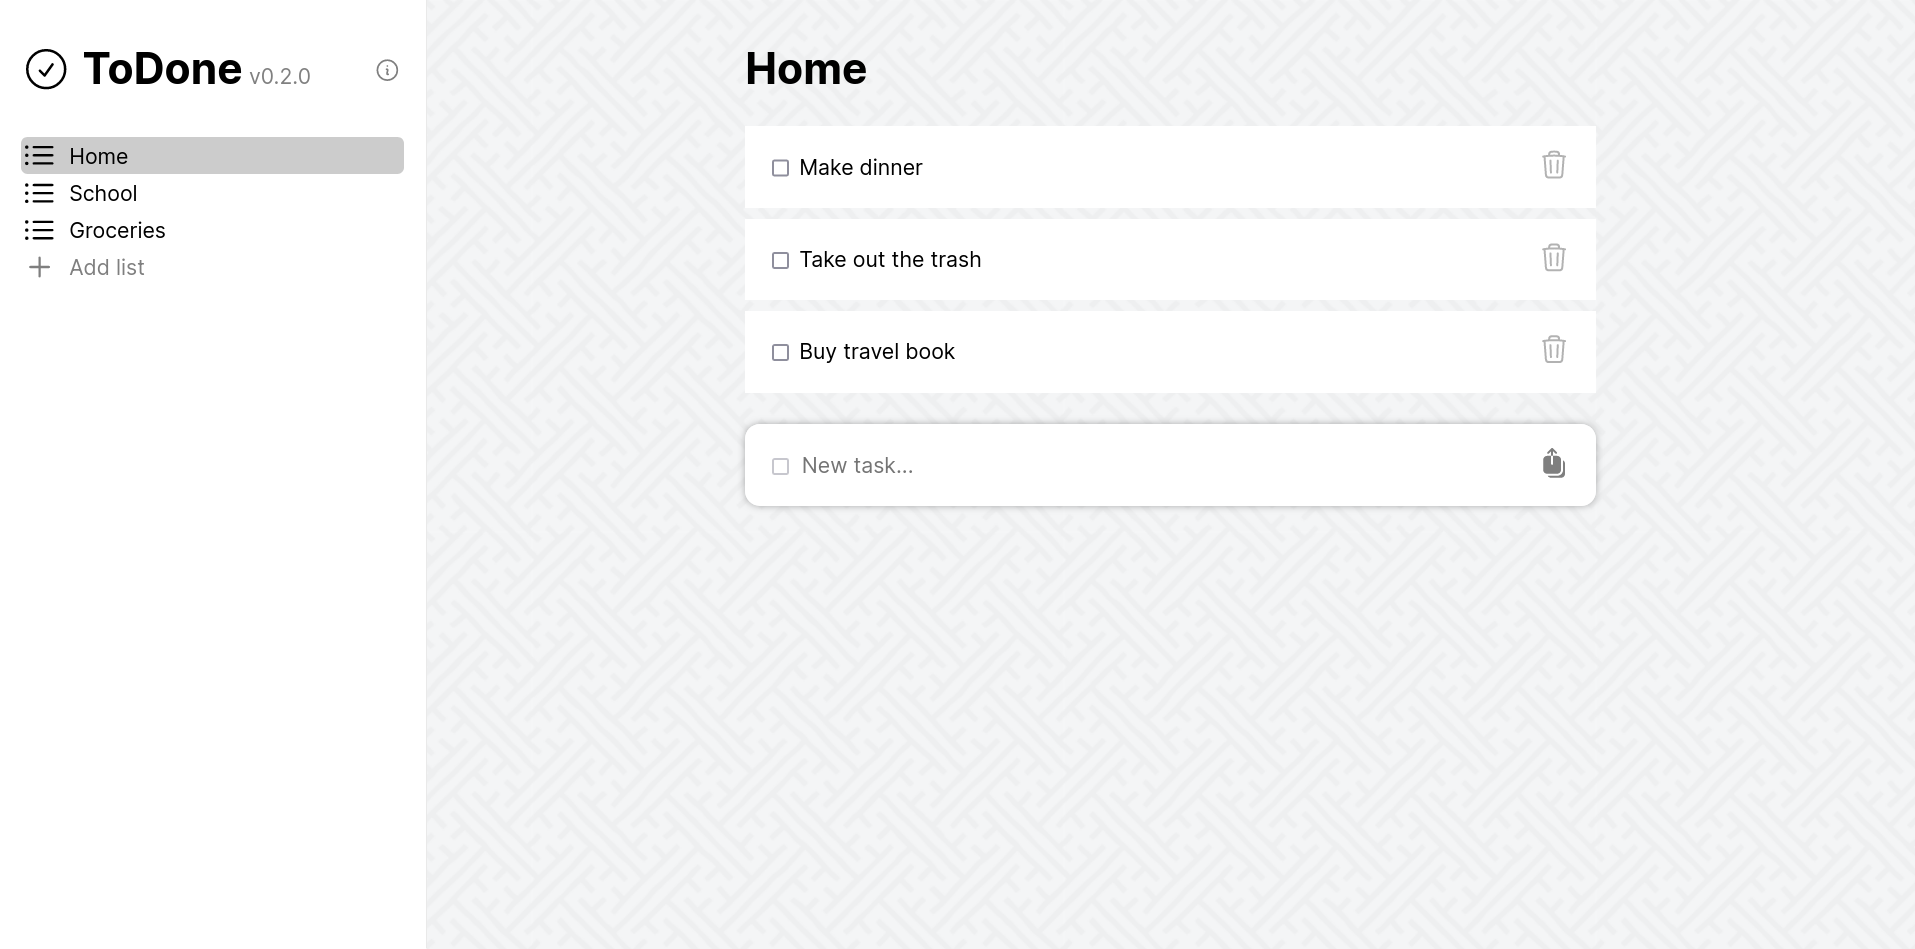 ToDone v0.2.0
Home
School
Groceries
Add list
Home
Make dinner
Take out the trash
Buy travel book
New task...